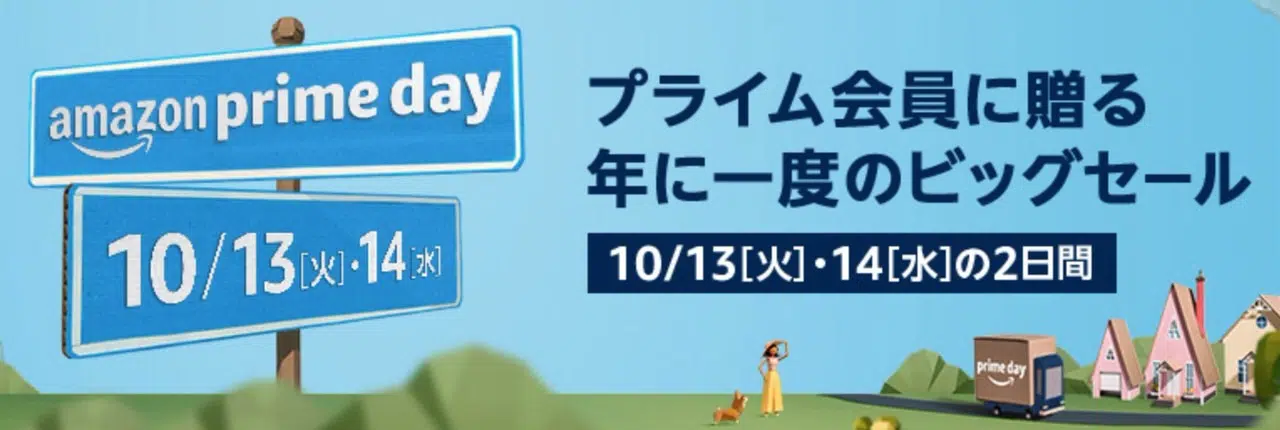 amazon prime day
10/13[火]・14[水]
プライム会員に贈る
年に一度のビッグセール
10/13[火]・14[水]の2日間
prime day